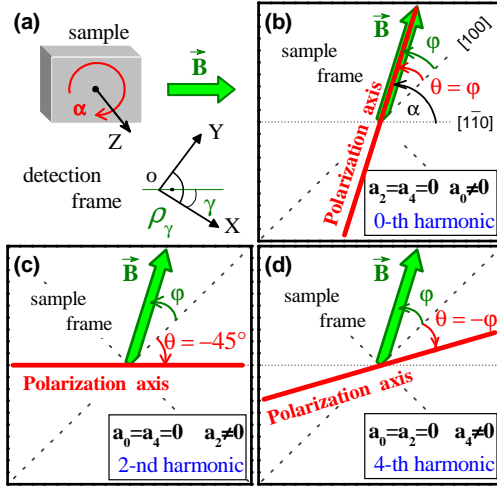 (a)
sample
B⃗
α
Z
Y
detection
frame
o
ρ_γ
γ
X
(b)
sample
frame
B⃗
φ
[100]
θ = φ
α
[11̄0]
Polarization axis
a₂=a₄=0 a₀≠0
0-th harmonic
(c)
B⃗
sample
frame
φ
θ = −45°
Polarization axis
a₀=a₄=0 a₂≠0
2-nd harmonic
(d)
B⃗
sample
frame
φ
θ = −φ
Polarization axis
a₀=a₂=0 a₄≠0
4-th harmonic